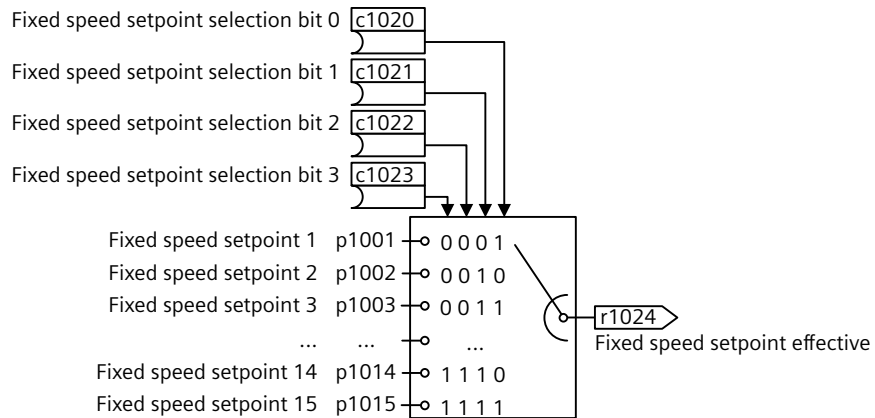 Fixed speed setpoint selection bit 0 c1020
Fixed speed setpoint selection bit 1 c1021
Fixed speed setpoint selection bit 2 c1022
Fixed speed setpoint selection bit 3 c1023
Fixed speed setpoint 1 p1001 0 0 0 1
Fixed speed setpoint 2 p1002 0 0 1 0
Fixed speed setpoint 3 p1003 0 0 1 1
r1024
Fixed speed setpoint effective
... ... ...
Fixed speed setpoint 14 p1014 1 1 1 0
Fixed speed setpoint 15 p1015 1 1 1 1